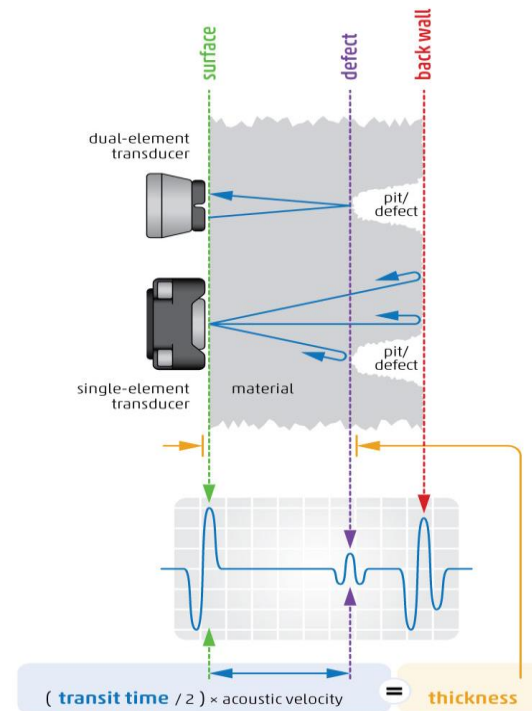 surface
defect
back wall
dual-element
transducer
pit/
defect
pit/
defect
single-element
transducer
material
( transit time / 2 ) × acoustic velocity = thickness